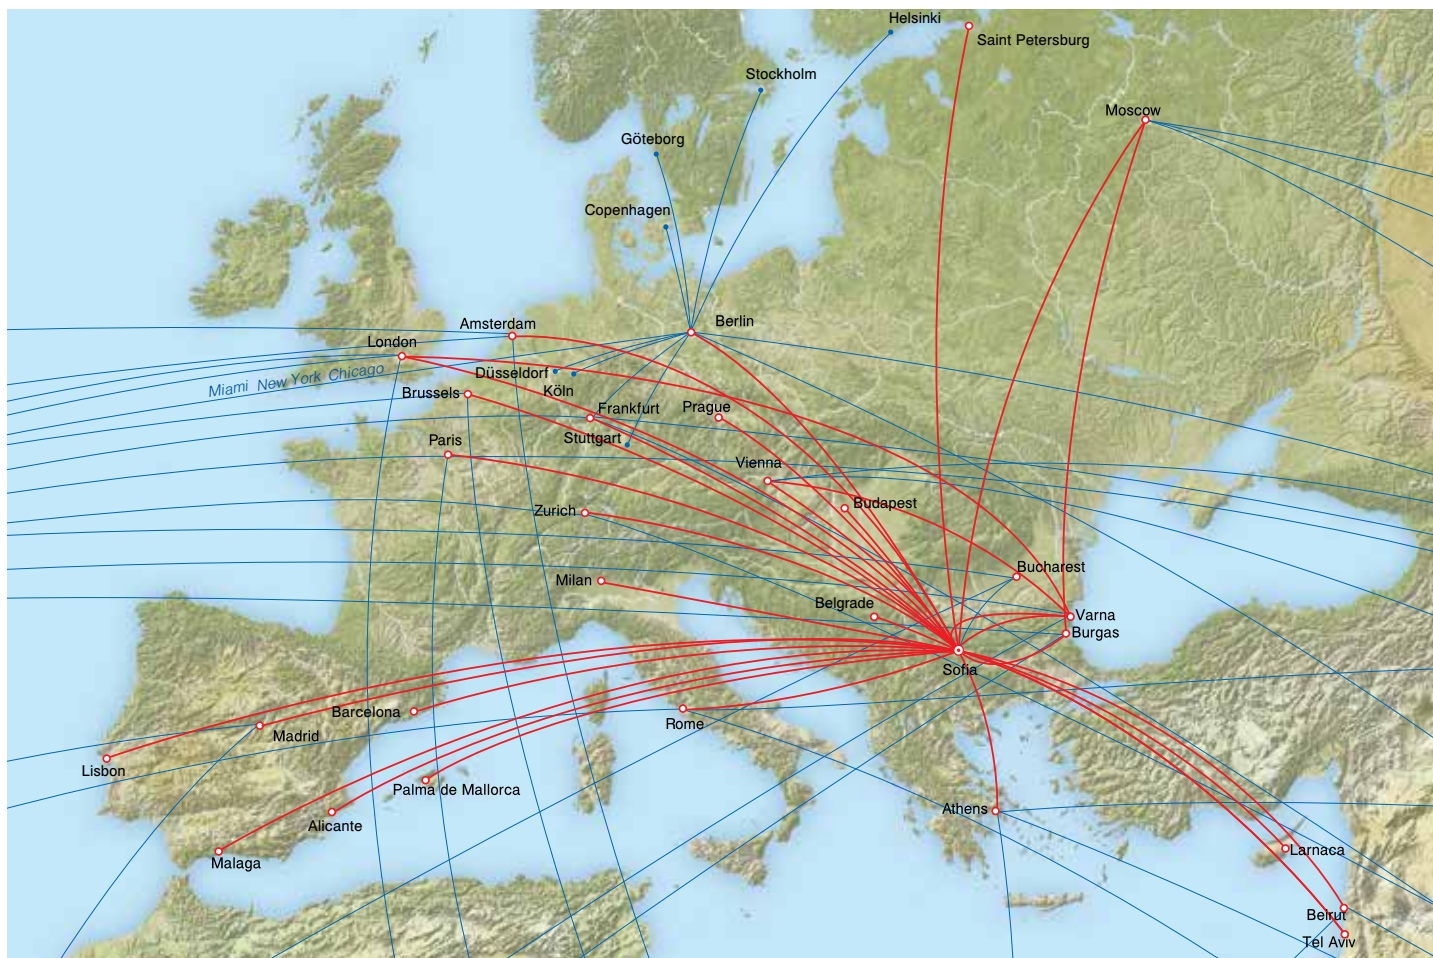 Helsinki
Saint Petersburg
Stockholm
Moscow
Göteborg
Copenhagen
Berlin
Amsterdam
London
Miami New York Chicago
Düsseldorf
Köln
Brussels
Frankfurt
Prague
Stuttgart
Paris
Vienna
Budapest
Zurich
Bucharest
Milan
Belgrade
Varna
Burgas
Sofia
Barcelona
Rome
Madrid
Lisbon
Palma de Mallorca
Athens
Alicante
Larnaca
Malaga
Beirut
Tel Aviv